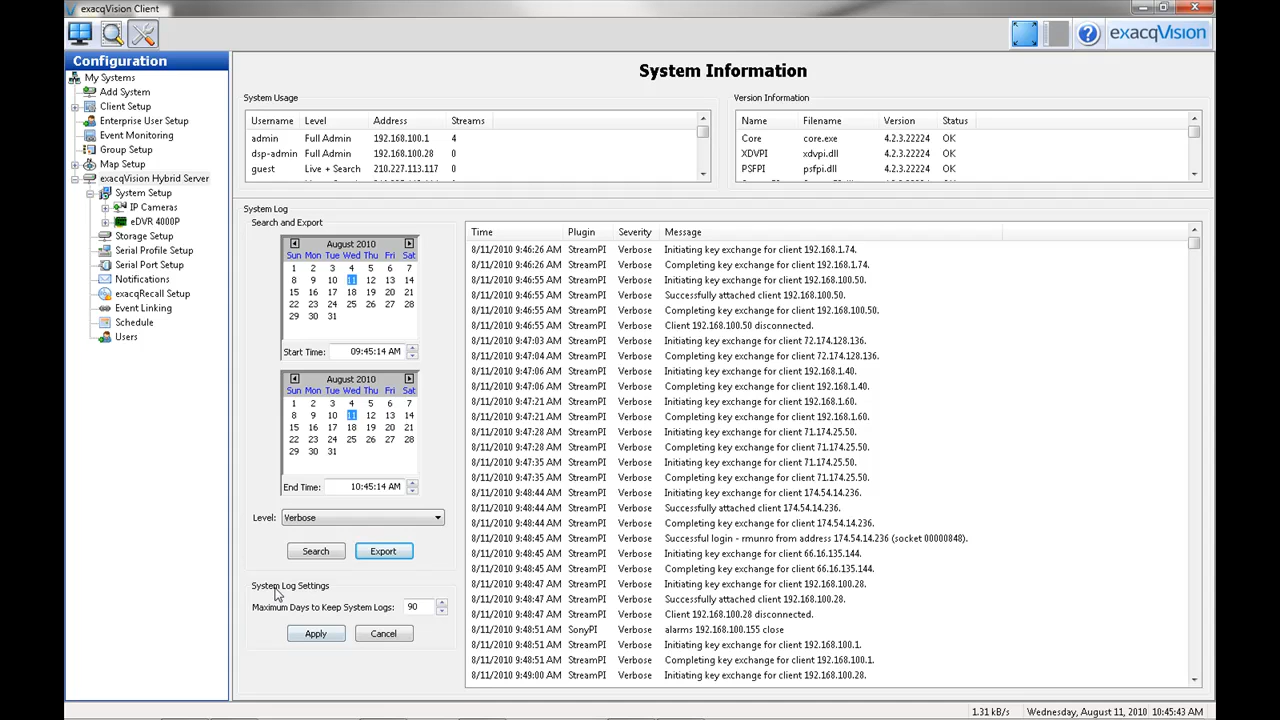 exacqVision Client
exacqVision
Configuration
My Systems
Add System
Client Setup
Enterprise User Setup
Event Monitoring
Group Setup
Map Setup
exacqVision Hybrid Server
System Setup
IP Cameras
eDVR 4000P
Storage Setup
Serial Profile Setup
Serial Port Setup
Notifications
exacqRecall Setup
Event Linking
Schedule
Users
System Information
System Usage
Username Level Address Streams
admin Full Admin 192.168.100.1 4
dsp-admin Full Admin 192.168.100.28 0
guest Live + Search 210.227.113.117 0
Version Information
Name Filename Version Status
Core core.exe 4.2.3.22224 OK
XDVPI xdvpi.dll 4.2.3.22224 OK
PSFPI psfpi.dll 4.2.3.22224 OK
System Log
Search and Export
August 2010
Sun Mon Tue Wed Thu Fri Sat
1 2 3 4 5 6 7
8 9 10 11 12 13 14
15 16 17 18 19 20 21
22 23 24 25 26 27 28
29 30 31
Start Time: 09:45:14 AM
August 2010
Sun Mon Tue Wed Thu Fri Sat
1 2 3 4 5 6 7
8 9 10 11 12 13 14
15 16 17 18 19 20 21
22 23 24 25 26 27 28
29 30 31
End Time: 10:45:14 AM
Level: Verbose
Search Export
System Log Settings
Maximum Days to Keep System Logs: 90
Apply Cancel
Time Plugin Severity Message
8/11/2010 9:46:26 AM StreamPI Verbose Initiating key exchange for client 192.168.1.74.
8/11/2010 9:46:26 AM StreamPI Verbose Completing key exchange for client 192.168.1.74.
8/11/2010 9:46:55 AM StreamPI Verbose Initiating key exchange for client 192.168.100.50.
8/11/2010 9:46:55 AM StreamPI Verbose Successfully attached client 192.168.100.50.
8/11/2010 9:46:55 AM StreamPI Verbose Completing key exchange for client 192.168.100.50.
8/11/2010 9:46:55 AM StreamPI Verbose Client 192.168.100.50 disconnected.
8/11/2010 9:47:03 AM StreamPI Verbose Initiating key exchange for client 72.174.128.136.
8/11/2010 9:47:04 AM StreamPI Verbose Completing key exchange for client 72.174.128.136.
8/11/2010 9:47:06 AM StreamPI Verbose Initiating key exchange for client 192.168.1.40.
8/11/2010 9:47:06 AM StreamPI Verbose Completing key exchange for client 192.168.1.40.
8/11/2010 9:47:21 AM StreamPI Verbose Initiating key exchange for client 192.168.1.60.
8/11/2010 9:47:21 AM StreamPI Verbose Completing key exchange for client 192.168.1.60.
8/11/2010 9:47:28 AM StreamPI Verbose Initiating key exchange for client 71.174.25.50.
8/11/2010 9:47:28 AM StreamPI Verbose Completing key exchange for client 71.174.25.50.
8/11/2010 9:47:35 AM StreamPI Verbose Initiating key exchange for client 71.174.25.50.
8/11/2010 9:47:35 AM StreamPI Verbose Completing key exchange for client 71.174.25.50.
8/11/2010 9:48:44 AM StreamPI Verbose Initiating key exchange for client 174.54.14.236.
8/11/2010 9:48:44 AM StreamPI Verbose Successfully attached client 174.54.14.236.
8/11/2010 9:48:44 AM StreamPI Verbose Completing key exchange for client 174.54.14.236.
8/11/2010 9:48:45 AM StreamPI Verbose Successful login - rmunro from address 174.54.14.236 (socket 00000848).
8/11/2010 9:48:45 AM StreamPI Verbose Initiating key exchange for client 66.16.135.144.
8/11/2010 9:48:45 AM StreamPI Verbose Completing key exchange for client 66.16.135.144.
8/11/2010 9:48:47 AM StreamPI Verbose Initiating key exchange for client 192.168.100.28.
8/11/2010 9:48:47 AM StreamPI Verbose Successfully attached client 192.168.100.28.
8/11/2010 9:48:47 AM StreamPI Verbose Client 192.168.100.28 disconnected.
8/11/2010 9:48:51 AM SonyPI Verbose alarms 192.168.100.155 close
8/11/2010 9:48:51 AM StreamPI Verbose Initiating key exchange for client 192.168.100.1.
8/11/2010 9:48:51 AM StreamPI Verbose Completing key exchange for client 192.168.100.1.
8/11/2010 9:49:00 AM StreamPI Verbose Initiating key exchange for client 192.168.100.28.
1.31 kB/s Wednesday, August 11, 2010 10:45:43 AM